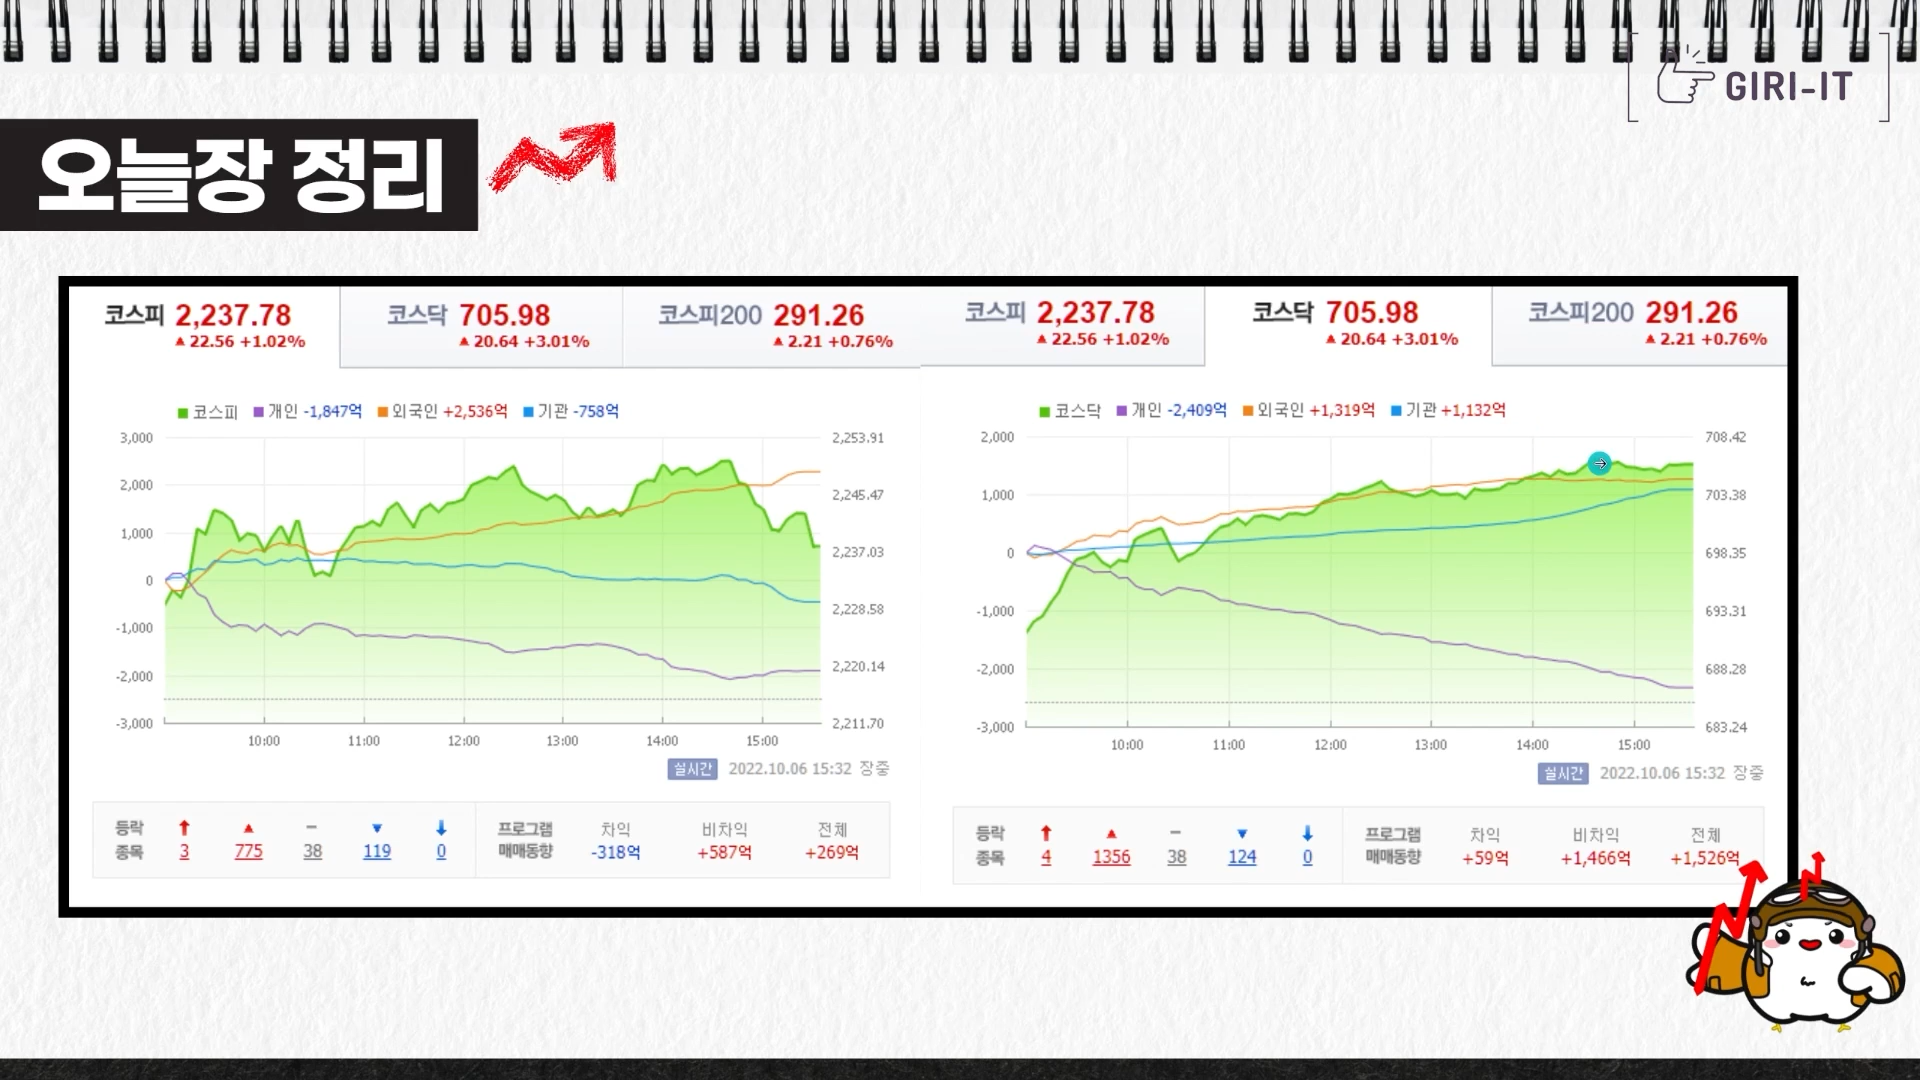 GIRI-IT
오늘장 정리
코스피 2,237.78
▲ 22.56 +1.02%
코스닥 705.98
▲ 20.64 +3.01%
코스피200 291.26
▲ 2.21 +0.76%
코스피 개인 -1,847억 외국인 +2,536억 기관 -758억
3,000
2,000
1,000
0
-1,000
-2,000
-3,000
2,253.91
2,245.47
2,237.03
2,228.58
2,220.14
2,211.70
10:00 11:00 12:00 13:00 14:00 15:00
실시간 2022.10.06 15:32 장중
등락 종목 3 775 38 119 0
프로그램 매매동향
차익 비차익 전체
-318억 +587억 +269억
코스피 2,237.78
▲ 22.56 +1.02%
코스닥 705.98
▲ 20.64 +3.01%
코스피200 291.26
▲ 2.21 +0.76%
코스닥 개인 -2,409억 외국인 +1,319억 기관 +1,132억
2,000
1,000
0
-1,000
-2,000
-3,000
708.42
703.38
698.35
693.31
688.28
683.24
10:00 11:00 12:00 13:00 14:00 15:00
실시간 2022.10.06 15:32 장중
등락 종목 4 1356 38 124 0
프로그램 매매동향
차익 비차익 전체
+59억 +1,466억 +1,526억